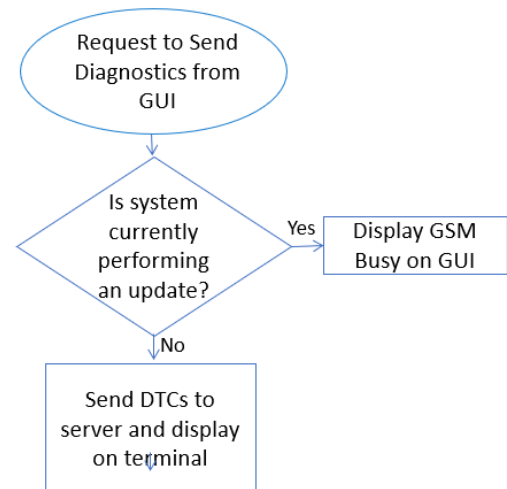 Request to Send
Diagnostics from
GUI
Is system
currently
performing
an update?
Yes
Display GSM
Busy on GUI
No
Send DTCs to
server and display
on terminal